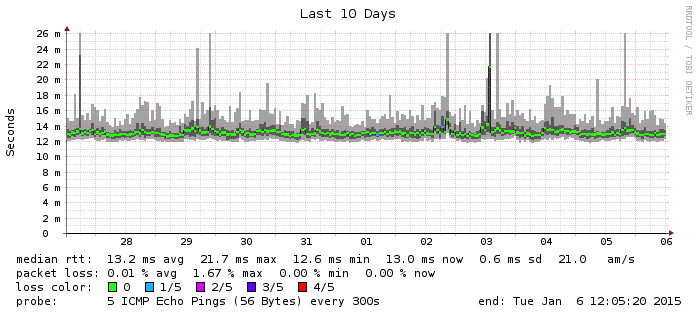 Last 10 Days
RRDTOOL / TOBI OETIKER
Seconds
26 m
24 m
22 m
20 m
18 m
16 m
14 m
12 m
10 m
8 m
6 m
4 m
2 m
0
28 29 30 31 01 02 03 04 05 06
median rtt: 13.2 ms avg 21.7 ms max 12.6 ms min 13.0 ms now 0.6 ms sd 21.0 am/s
packet loss: 0.01 % avg 1.67 % max 0.00 % min 0.00 % now
loss color: 0 1/5 2/5 3/5 4/5
probe: 5 ICMP Echo Pings (56 Bytes) every 300s end: Tue Jan 6 12:05:20 2015